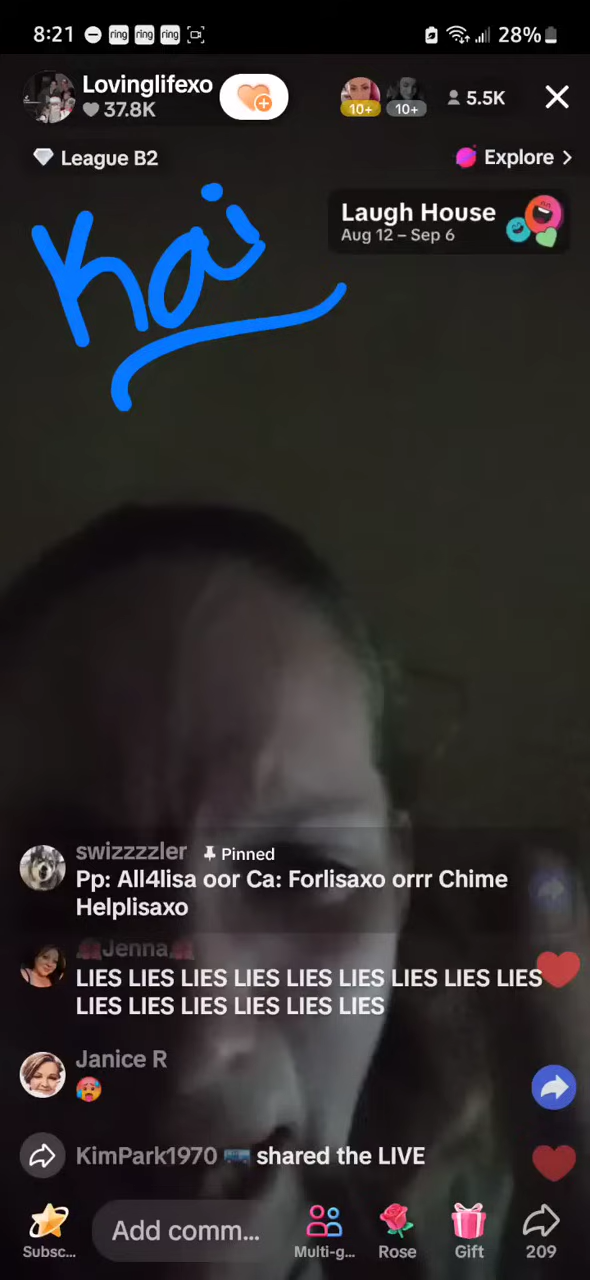 8:21 ring ring ring 28%
Lovinglifexo
37.8K
10+ 10+ 5.5K
League B2 Explore
Kai
Laugh House
Aug 12 – Sep 6
swizzzzler Pinned
Pp: All4lisa oor Ca: Forlisaxo orrr Chime
Helplisaxo
Jenna
LIES LIES LIES LIES LIES LIES LIES LIES LIES
LIES LIES LIES LIES LIES LIES
Janice R
🥵
KimPark1970 shared the LIVE
Subsc... Add comm... Multi-g... Rose Gift 209